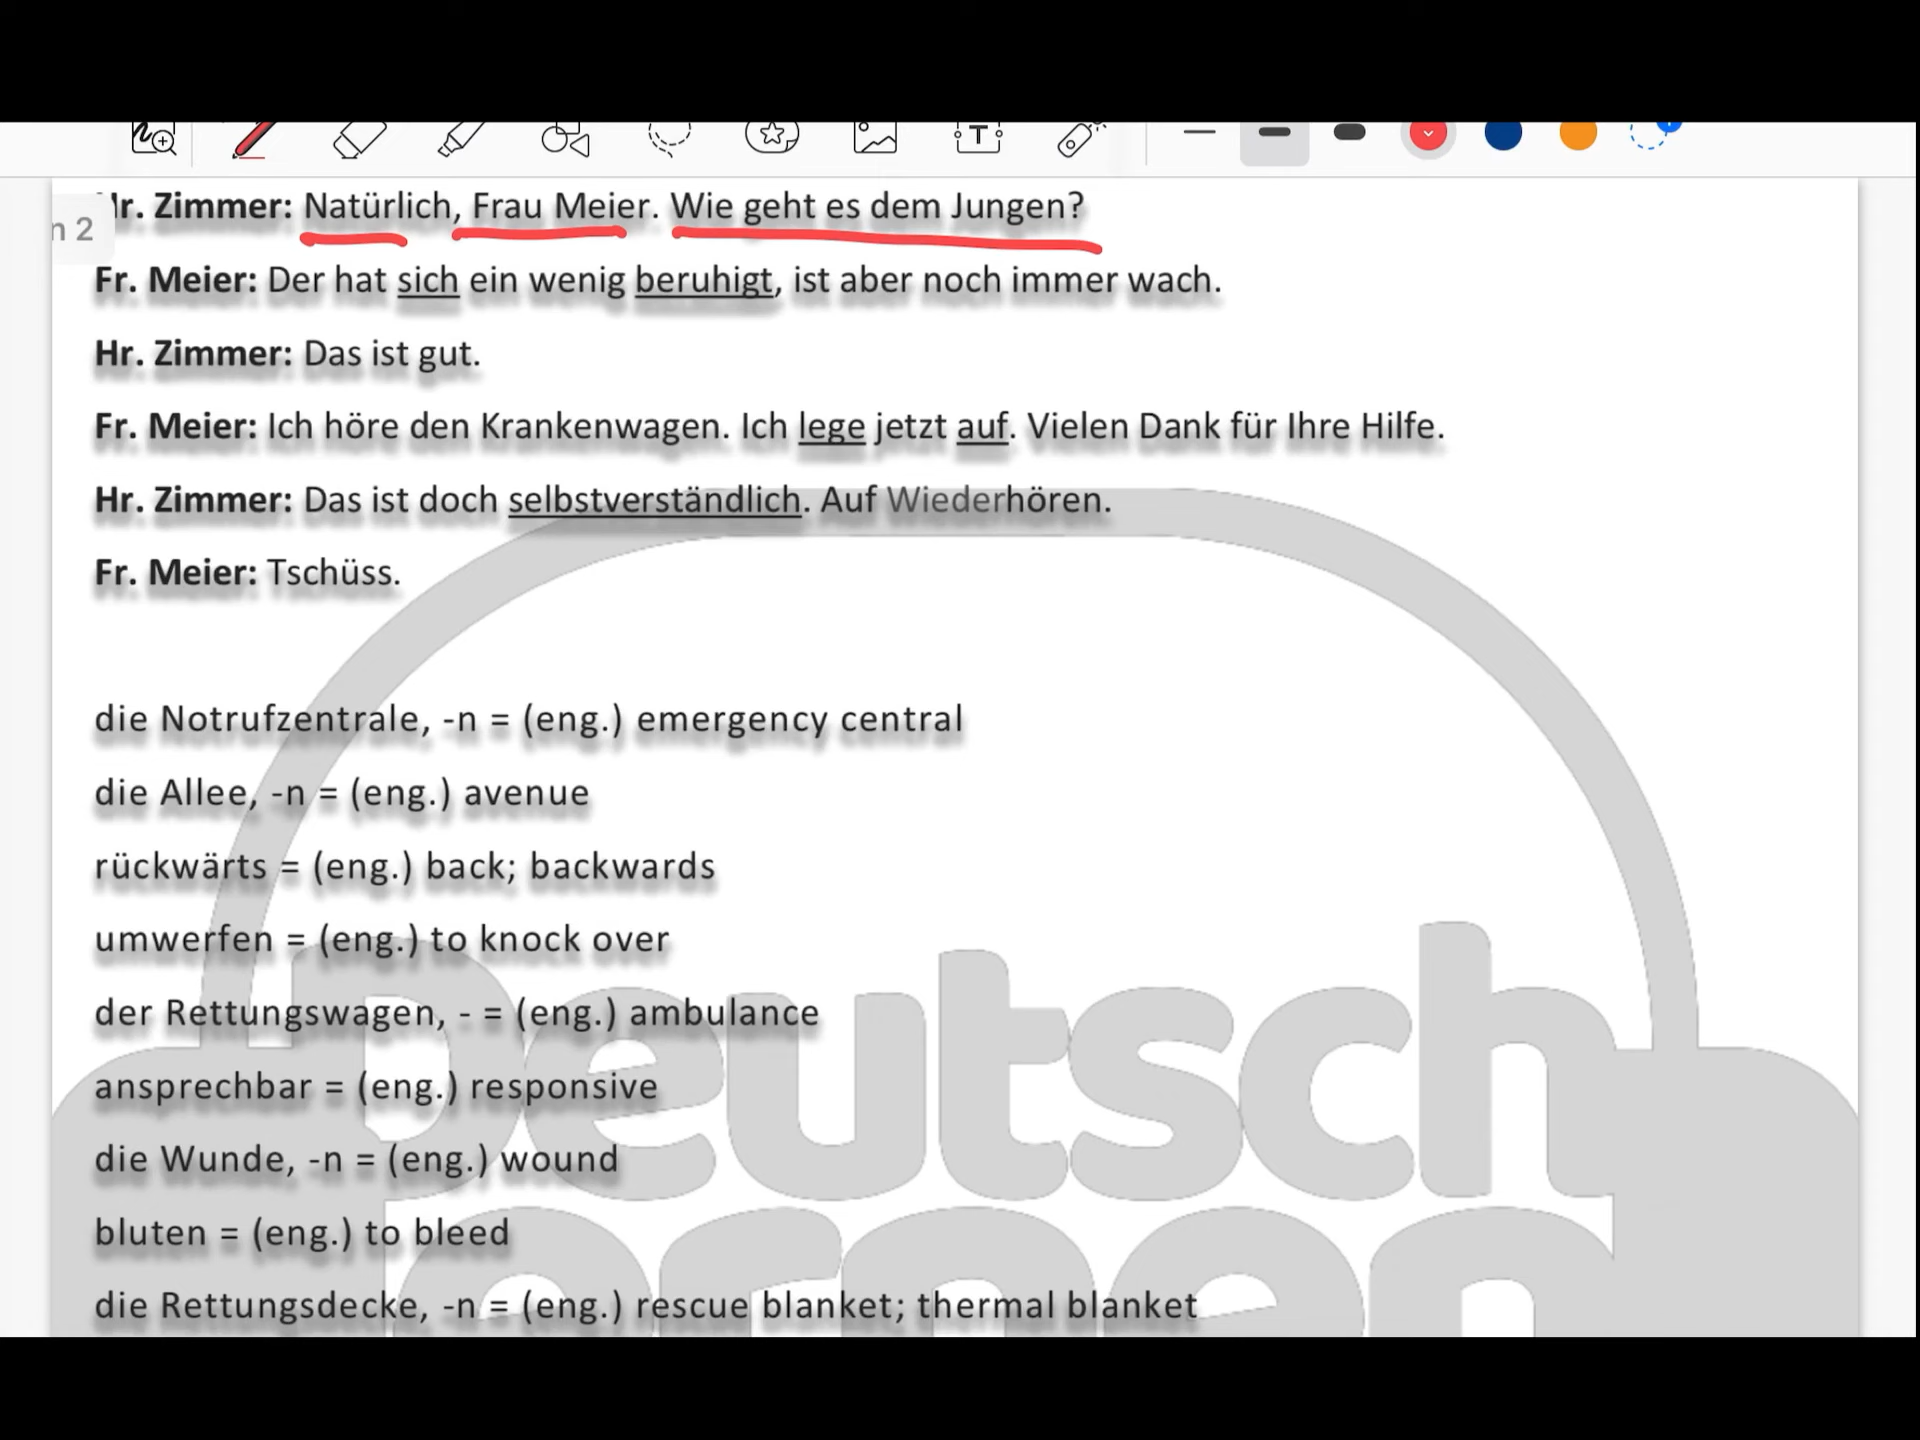 Hr. Zimmer: Natürlich, Frau Meier. Wie geht es dem Jungen?
n 2
Fr. Meier: Der hat sich ein wenig beruhigt, ist aber noch immer wach.
Hr. Zimmer: Das ist gut.
Fr. Meier: Ich höre den Krankenwagen. Ich lege jetzt auf. Vielen Dank für Ihre Hilfe.
Hr. Zimmer: Das ist doch selbstverständlich. Auf Wiederhören.
Fr. Meier: Tschüss.
die Notrufzentrale, -n = (eng.) emergency central
die Allee, -n = (eng.) avenue
rückwärts = (eng.) back; backwards
umwerfen = (eng.) to knock over
der Rettungswagen, - = (eng.) ambulance
ansprechbar = (eng.) responsive
die Wunde, -n = (eng.) wound
bluten = (eng.) to bleed
die Rettungsdecke, -n = (eng.) rescue blanket; thermal blanket
Deutsch